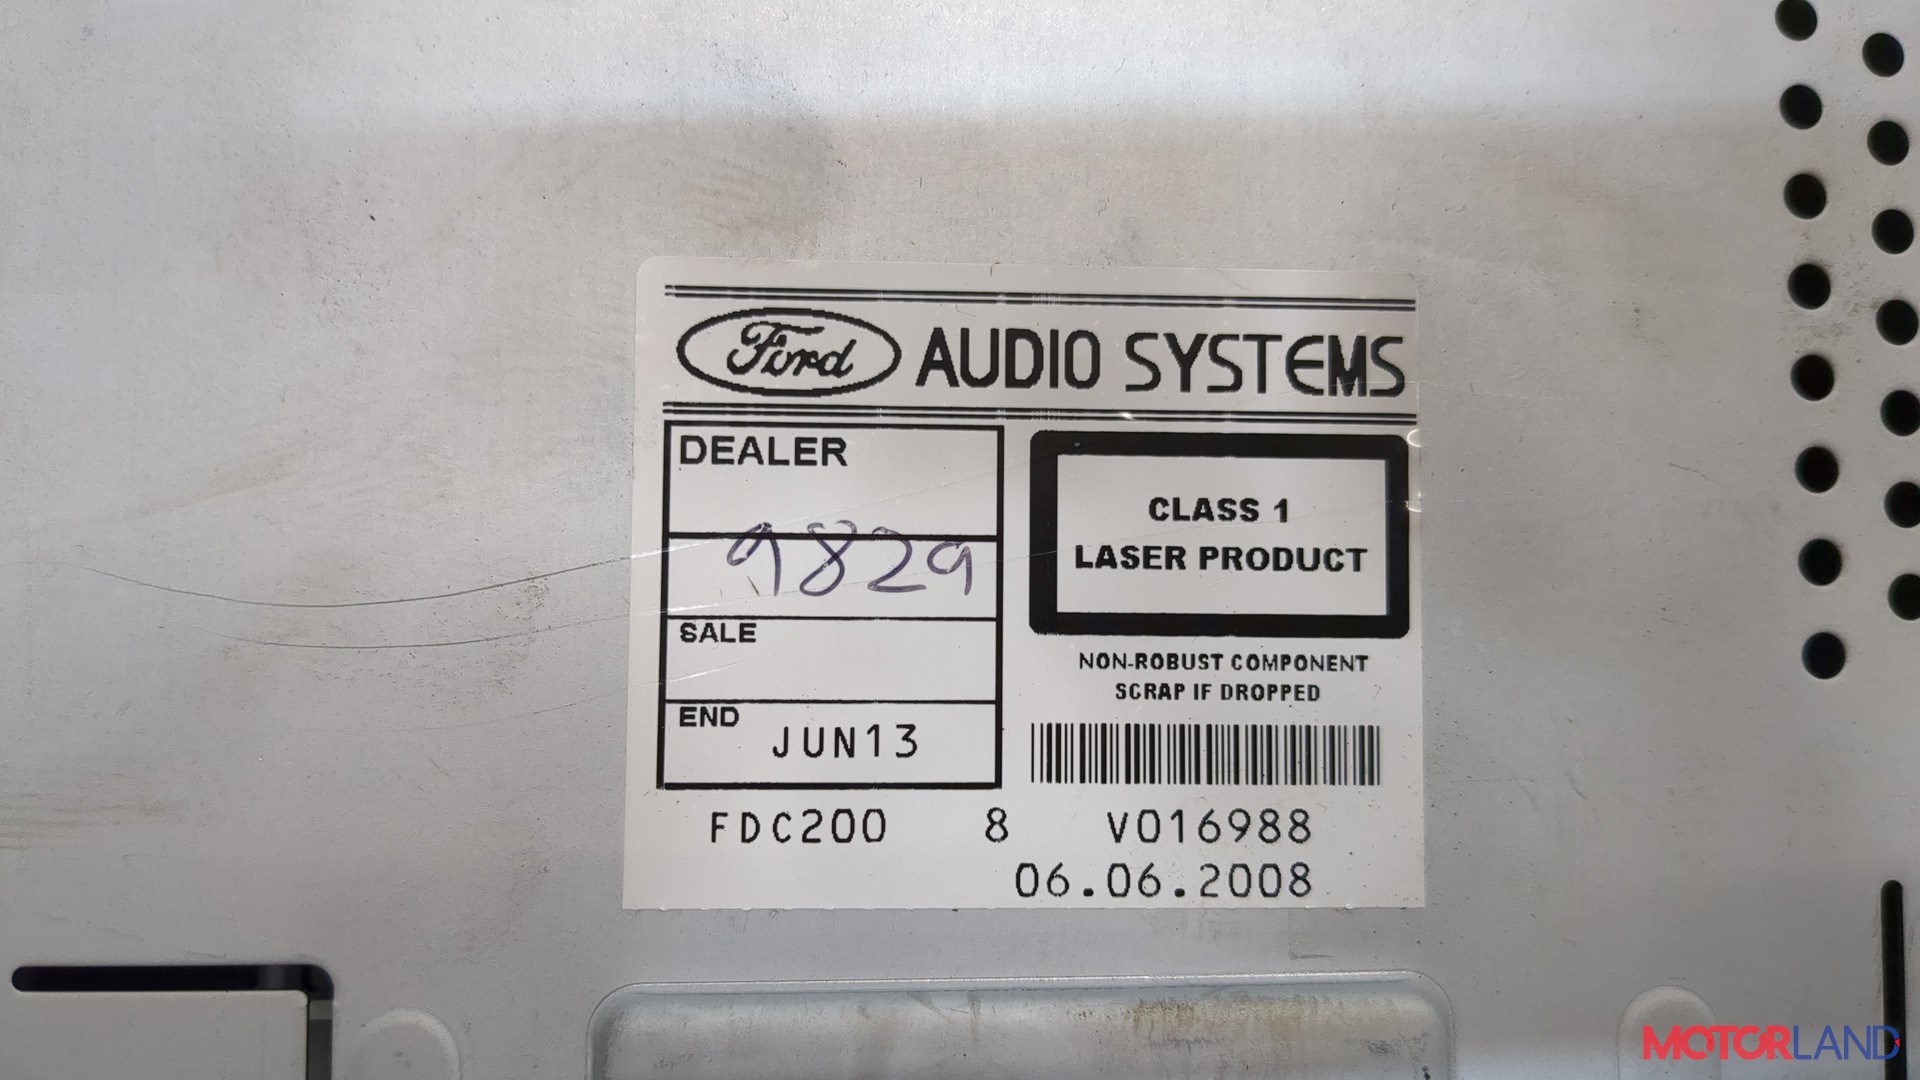 Ford AUDIO SYSTEMS
DEALER
9829
SALE
END JUN13
CLASS 1
LASER PRODUCT
NON-ROBUST COMPONENT
SCRAP IF DROPPED
FDC200 8 V016988
06.06.2008
MOTORLAND